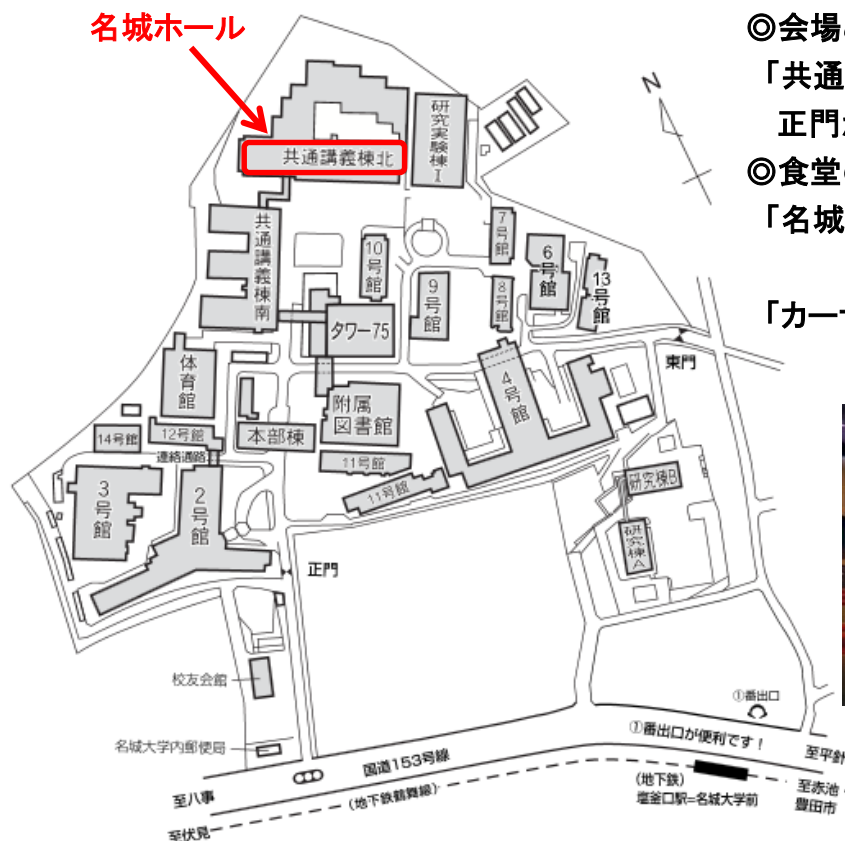 名城ホール
◎会場
「共通
正門
◎食堂
「名城
「カー
N
共通講義棟北
研究実験棟Ⅰ
共通講義棟南
10号館
7号館
6号館
13号館
9号館
8号館
タワー75
東門
体育館
附属
図書館
4号館
14号館
12号館
本部棟
連絡通路
11号館
11号館
3号館
2号館
研究棟B
研究棟A
正門
校友会館
①番出口
名城大学内郵便局
①番出口が便利です！
国道153号線
至平針
至八事
(地下鉄鶴舞線)
(地下鉄)
塩釜口駅=名城大学前
至赤池・
豊田市
至伏見